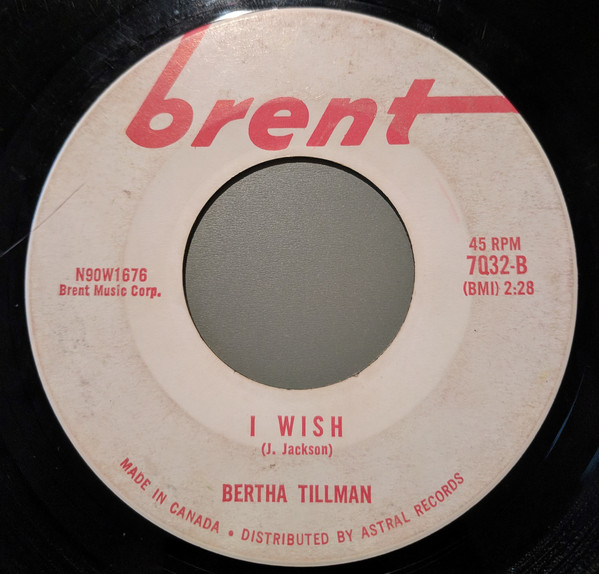 brent
N90W1676
Brent Music Corp.
45 RPM
7032-B
(BMI) 2:28
I WISH
(J. Jackson)
BERTHA TILLMAN
MADE IN CANADA • DISTRIBUTED BY ASTRAL RECORDS